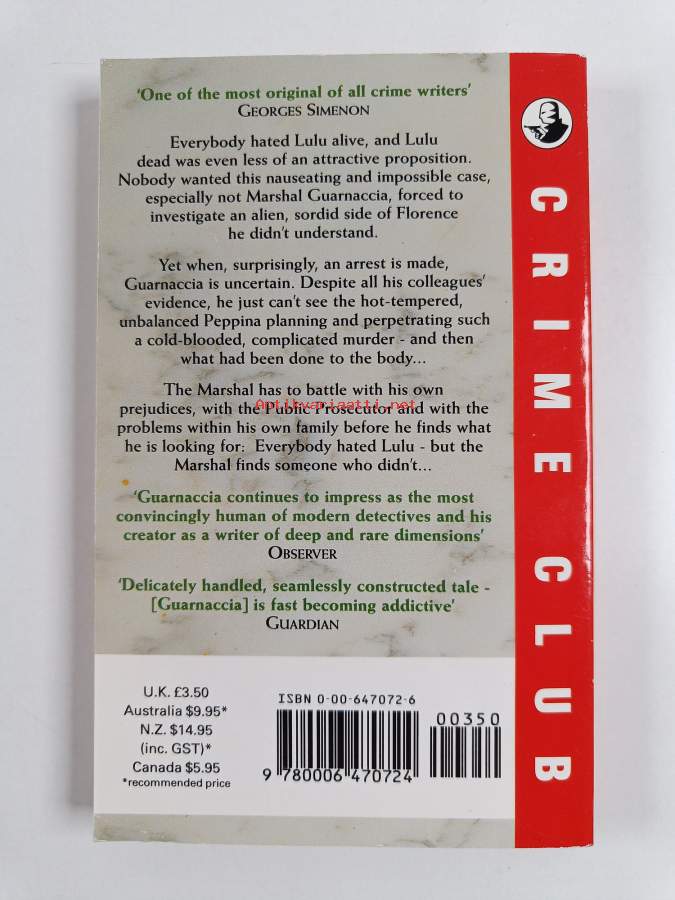 'One of the most original of all crime writers'
GEORGES SIMENON
Everybody hated Lulu alive, and Lulu
dead was even less of an attractive proposition.
Nobody wanted this nauseating and impossible case,
especially not Marshal Guarnaccia, forced to
investigate an alien, sordid side of Florence
he didn't understand.
Yet when, surprisingly, an arrest is made,
Guarnaccia is uncertain. Despite all his colleagues'
evidence, he just can't see the hot-tempered,
unbalanced Peppina planning and perpetrating such
a cold-blooded, complicated murder - and then
what had been done to the body...
The Marshal has to battle with his own
prejudices, with the Public Prosecutor and with the
Antikvariaatti.net
problems within his own family before he finds what
he is looking for: Everybody hated Lulu - but the
Marshal finds someone who didn't...
'Guarnaccia continues to impress as the most
convincingly human of modern detectives and his
creator as a writer of deep and rare dimensions'
OBSERVER
'Delicately handled, seamlessly constructed tale -
[Guarnaccia] is fast becoming addictive'
GUARDIAN
U.K. £3.50
Australia $9.95*
N.Z. $14.95
(inc. GST)*
Canada $5.95
*recommended price
ISBN 0-00-647072-6
00350
9 780006 470724
CRIME CLUB